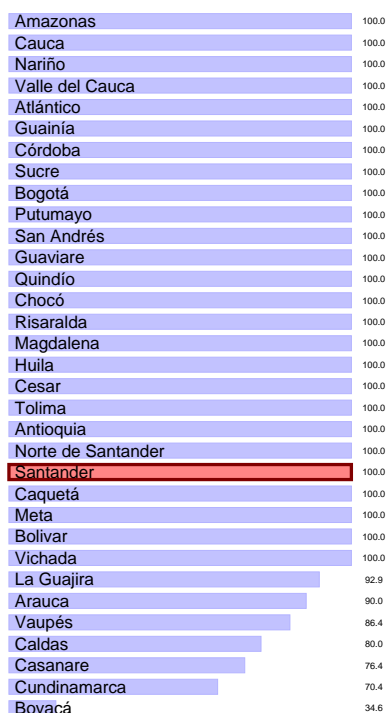 Amazonas 100.0
Cauca 100.0
Nariño 100.0
Valle del Cauca 100.0
Atlántico 100.0
Guainía 100.0
Córdoba 100.0
Sucre 100.0
Bogotá 100.0
Putumayo 100.0
San Andrés 100.0
Guaviare 100.0
Quindío 100.0
Chocó 100.0
Risaralda 100.0
Magdalena 100.0
Huila 100.0
Cesar 100.0
Tolima 100.0
Antioquia 100.0
Norte de Santander 100.0
Santander 100.0
Caquetá 100.0
Meta 100.0
Bolivar 100.0
Vichada 100.0
La Guajira 92.9
Arauca 90.0
Vaupés 86.4
Caldas 80.0
Casanare 76.4
Cundinamarca 70.4
Boyacá 34.6